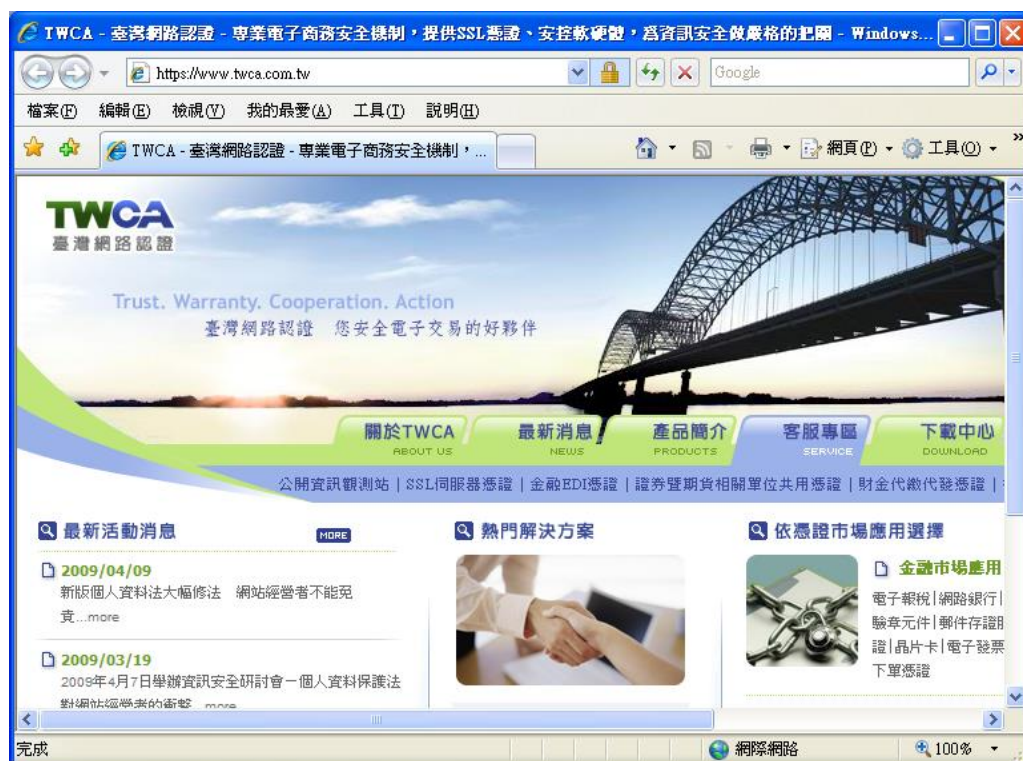 TWCA - 臺灣網路認證 - 專業電子商務安全機制，提供SSL憑證、安控軟硬體，為資訊安全做嚴格的把關 - Windows...
https://www.twca.com.tw
Google
檔案(F) 編輯(E) 檢視(V) 我的最愛(A) 工具(T) 說明(H)
TWCA - 臺灣網路認證 - 專業電子商務安全機制，...
網頁(P) 工具(O) »
TWCA
臺灣網路認證
Trust. Warranty. Cooperation. Action
臺灣網路認證 您安全電子交易的好夥伴
關於TWCA 最新消息 產品簡介 客服專區 下載中心
ABOUT US NEWS PRODUCTS SERVICE DOWNLOAD
公開資訊觀測站 | SSL伺服器憑證 | 金融EDI憑證 | 證券暨期貨相關單位共用憑證 | 財金代繳代發憑證 |
最新活動消息 MORE 熱門解決方案 依憑證市場應用選擇
2009/04/09
新版個人資料法大幅修法 網站經營者不能免
責...more
2009/03/19
2009年4月7日舉辦資訊安全研討會－個人資料保護法
對網站經營者的衝擊...more
金融市場應用
電子報稅|網路銀行|
驗章元件|郵件存證
證|晶片卡|電子發票
下單憑證
完成 網際網路 100%